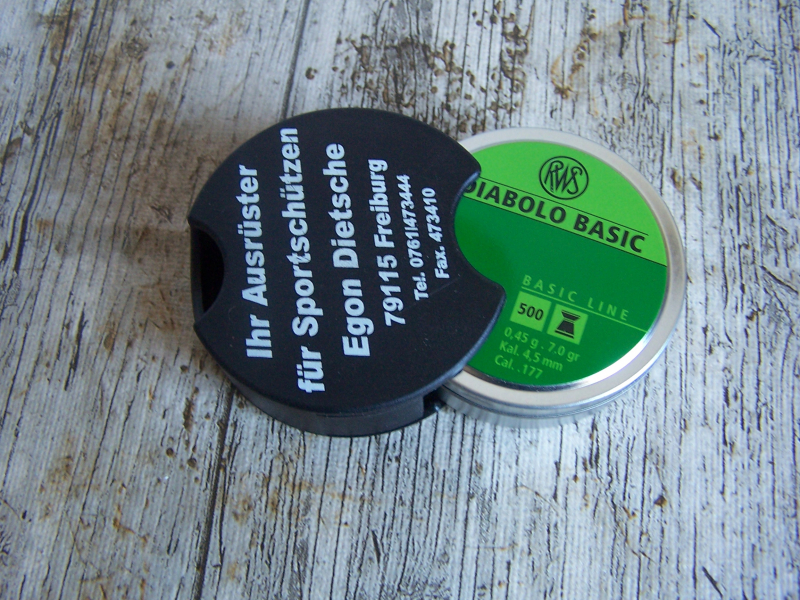 Ihr Ausrüster
für Sportschützen
Egon Dietsche
79115 Freiburg
Tel. 0761/473444
Fax. 473410
RWS
DIABOLO BASIC
BASIC LINE
500
0,45 g . 7.0 gr
Kal. 4,5 mm
Cal. .177